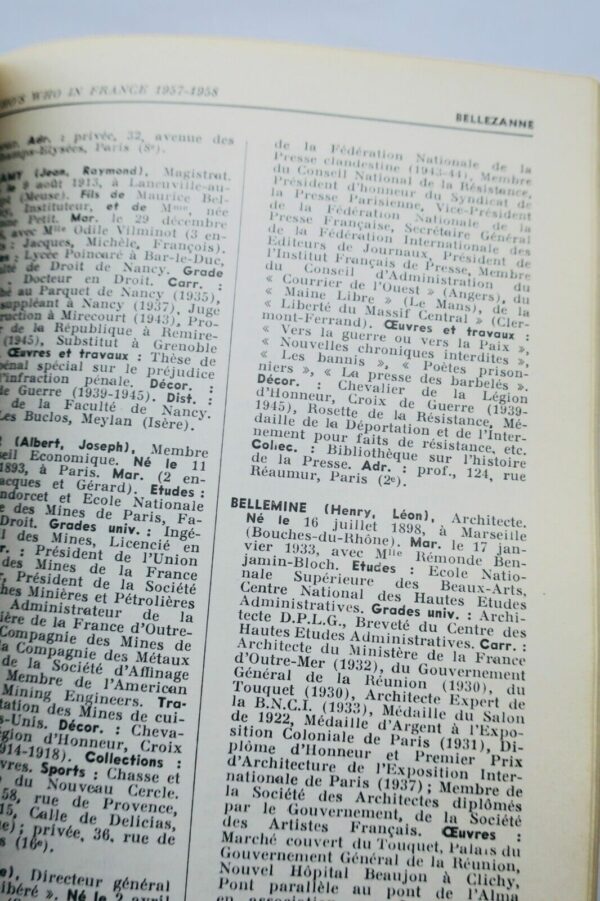 WHO'S WHO IN FRANCE 1957-1958
BELLEZANNE
Adr. : privée, 32, avenue des
Champs-Elysées, Paris (8e).
(Jean, Raymond), Magistrat.
le 9 août 1913, à Laneuville-au-
(Meuse). Fils de Maurice Bel-
Instituteur, et de Mme, née
Petit. Mar. le 29 décembre
avec Mlle Odile Vilminot (3 en-
: Jacques, Michèle, François).
: Lycée Poincaré à Bar-le-Duc,
de Droit de Nancy. Grade
: Docteur en Droit. Carr. :
au Parquet de Nancy (1935),
suppléant à Nancy (1937), Juge
à Mirecourt (1943), Pro-
de la République à Remire-
(1945), Substitut à Grenoble
Œuvres et travaux : Thèse de
spécial sur le préjudice
l'infraction pénale. Décor. :
de Guerre (1939-1945). Dist. :
de la Faculté de Nancy.
Les Buclos, Meylan (Isère).
(Albert, Joseph), Membre
Economique. Né le 11
1893, à Paris. Mar. (2 en-
Jacques et Gérard). Etudes :
et Ecole Nationale
des Mines de Paris, Fa-
Droit. Grades univ. : Ingé-
des Mines, Licencié en
: Président de l'Union
des Mines de la France
Président de la Société
Minières et Pétrolières
Administrateur de la
de la France d'Outre-
Compagnie des Mines de
la Compagnie des Métaux
de la Société d'Affinage
Membre de l'American
Mining Engineers. Tra-
des Mines de cui-
Décor. : Cheva-
d'Honneur, Croix
(1914-1918). Collections :
Sports : Chasse et
du Nouveau Cercle.
58, rue de Provence,
15, Calle de Delicias,
; privée, 36, rue de
(16e).
Directeur général
». Né le 2 avril
de la Fédération Nationale de la
Presse clandestine (1943-44). Membre
du Conseil National de la Résistance,
Président d'honneur du Syndicat de
la Presse Parisienne, Vice-Président
de la Fédération Nationale de la
Presse Française, Secrétaire Général
de la Fédération Internationale des
Editeurs de Journaux, Président de
l'Institut Français de Presse, Membre
du Conseil d'Administration du
« Courrier de l'Ouest » (Angers), du
« Maine Libre » (Le Mans), de la
« Liberté du Massif Central » (Cler-
mont-Ferrand). Œuvres et travaux :
« Vers la guerre ou vers la Paix »,
« Nouvelles chroniques interdites »,
« Les bannis », « Poètes prison-
niers », « La presse des barbelés ».
Décor. : Chevalier de la Légion
d'Honneur, Croix de Guerre (1939-
1945), Rosette de la Résistance, Mé-
daille de la Déportation et de l'Inter-
nement pour faits de résistance, etc.
Collec. : Bibliothèque sur l'histoire
de la Presse. Adr. : prof., 124, rue
Réaumur, Paris (2e).
BELLEMINE (Henry, Léon), Architecte.
Né le 16 juillet 1898, à Marseille
(Bouches-du-Rhône). Mar. le 17 jan-
vier 1933, avec Mlle Rémonde Ben-
jamin-Bloch. Etudes : Ecole Natio-
nale Supérieure des Beaux-Arts,
Centre National des Hautes Etudes
Administratives. Grades univ. : Archi-
tecte D.P.L.G., Breveté du Centre des
Hautes Etudes Administratives. Carr. :
Architecte du Ministère de la France
d'Outre-Mer (1932), du Gouvernement
Général de la Réunion (1930), du
Touquet (1930), Architecte Expert de
la B.N.C.I. (1933), Médaille du Salon
de 1922, Médaille d'Argent à l'Expo-
sition Coloniale de Paris (1931), Di-
plôme d'Honneur et Premier Prix
d'Architecture de l'Exposition Inter-
nationale de Paris (1937) ; Membre de
la Société des Architectes diplômés
par le Gouvernement, de la Société
des Artistes Français. Œuvres :
Marché couvert du Touquet, Palais du
Gouvernement Général de la Réunion,
Nouvel Hôpital Beaujon à Clichy,
Pont parallèle au pont de l'Alma